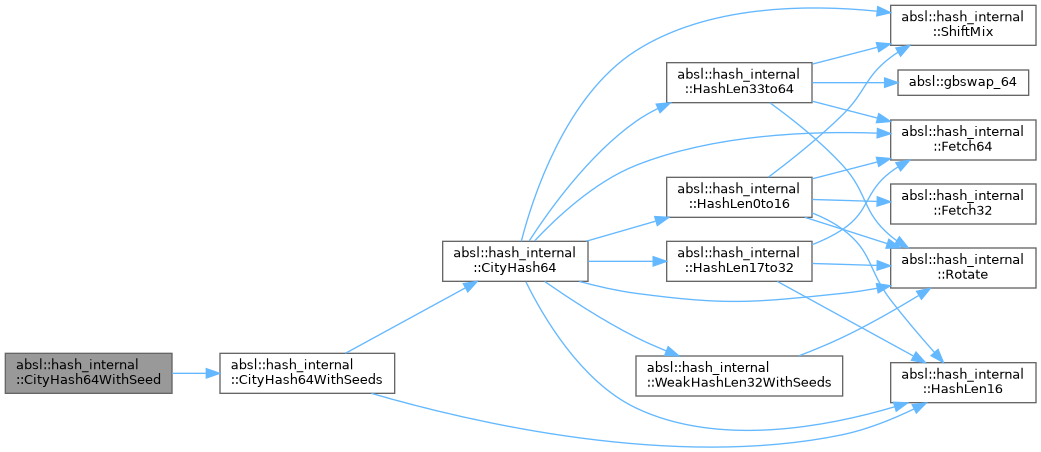 absl::hash_internal
::CityHash64WithSeed
absl::hash_internal
::CityHash64WithSeeds
absl::hash_internal
::CityHash64
absl::hash_internal
::HashLen33to64
absl::hash_internal
::HashLen0to16
absl::hash_internal
::HashLen17to32
absl::hash_internal
::WeakHashLen32WithSeeds
absl::hash_internal
::ShiftMix
absl::gbswap_64
absl::hash_internal
::Fetch64
absl::hash_internal
::Fetch32
absl::hash_internal
::Rotate
absl::hash_internal
::HashLen16